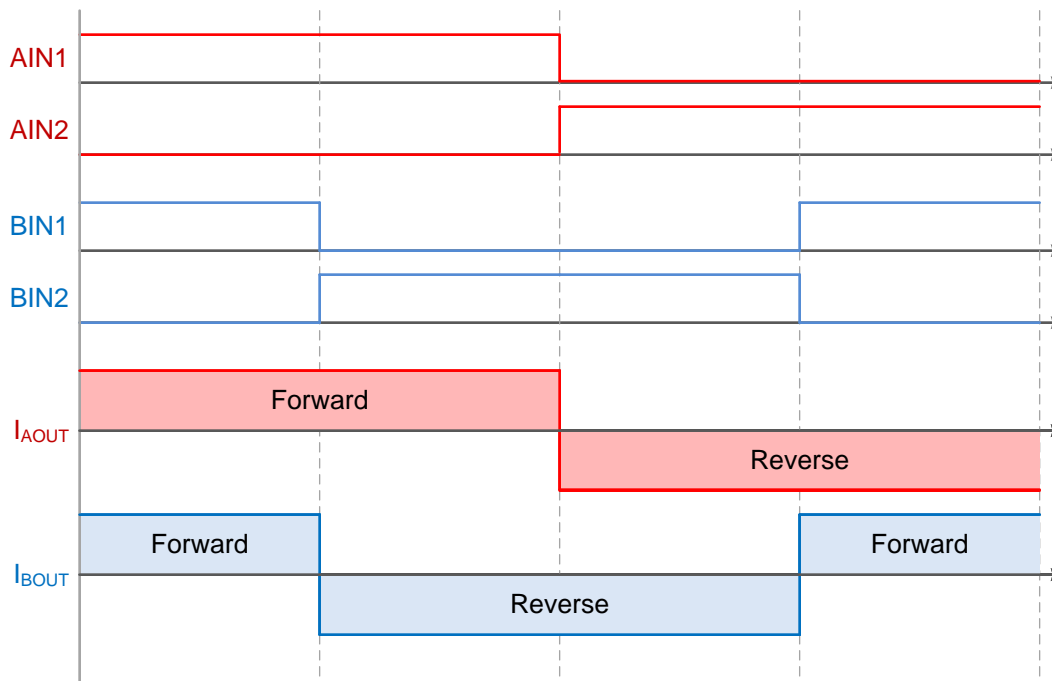 AIN1
AIN2
BIN1
BIN2
Forward
IAOUT
Reverse
Forward
Forward
IBOUT
Reverse